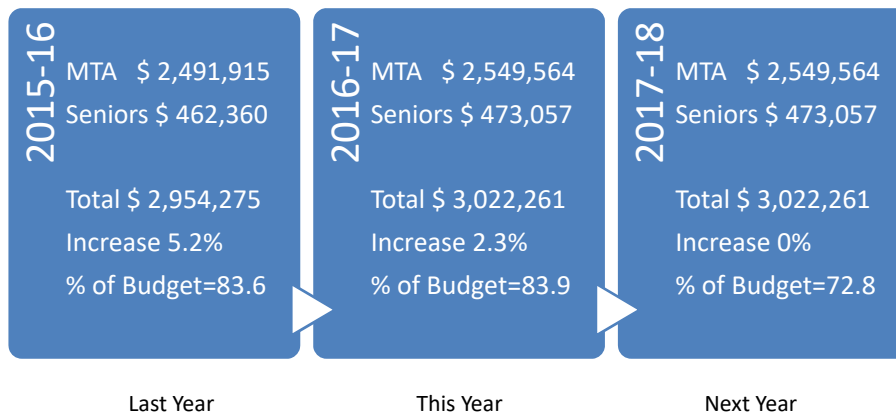 2015-16
MTA $ 2,491,915
Seniors $ 462,360
Total $ 2,954,275
Increase 5.2%
% of Budget=83.6
2016-17
MTA $ 2,549,564
Seniors $ 473,057
Total $ 3,022,261
Increase 2.3%
% of Budget=83.9
2017-18
MTA $ 2,549,564
Seniors $ 473,057
Total $ 3,022,261
Increase 0%
% of Budget=72.8
Last Year
This Year
Next Year